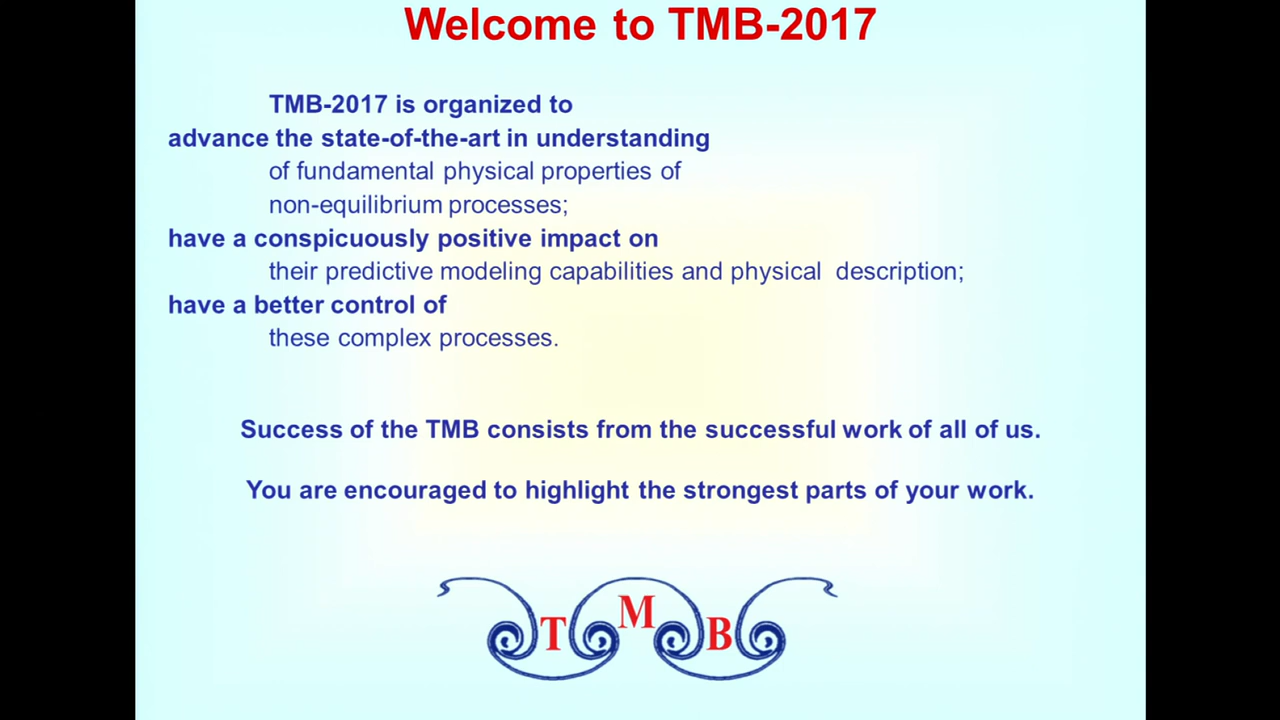 Welcome to TMB-2017
TMB-2017 is organized to
advance the state-of-the-art in understanding
of fundamental physical properties of
non-equilibrium processes;
have a conspicuously positive impact on
their predictive modeling capabilities and physical description;
have a better control of
these complex processes.
Success of the TMB consists from the successful work of all of us.
You are encouraged to highlight the strongest parts of your work.
T M B